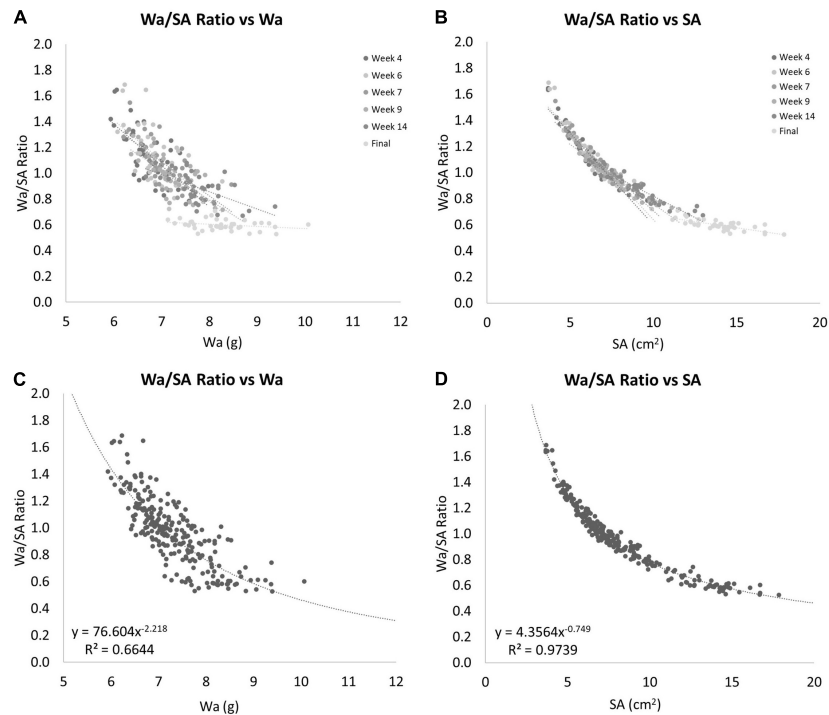 A
Wa/SA Ratio vs Wa
Wa/SA Ratio
2.0
1.8
1.6
1.4
1.2
1.0
0.8
0.6
0.4
0.2
0.0
5 6 7 8 9 10 11 12
Wa (g)
Week 4
Week 6
Week 7
Week 9
Week 14
Final
B
Wa/SA Ratio vs SA
Wa/SA Ratio
2.0
1.8
1.6
1.4
1.2
1.0
0.8
0.6
0.4
0.2
0.0
0 5 10 15 20
SA (cm²)
Week 4
Week 6
Week 7
Week 9
Week 14
Final
C
Wa/SA Ratio vs Wa
Wa/SA Ratio
2.0
1.8
1.6
1.4
1.2
1.0
0.8
0.6
0.4
0.2
0.0
y = 76.604x⁻²·²¹⁸
R² = 0.6644
5 6 7 8 9 10 11 12
Wa (g)
D
Wa/SA Ratio vs SA
Wa/SA Ratio
2.0
1.8
1.6
1.4
1.2
1.0
0.8
0.6
0.4
0.2
0.0
y = 4.3564x⁻⁰·⁷⁴⁹
R² = 0.9739
0 5 10 15 20
SA (cm²)